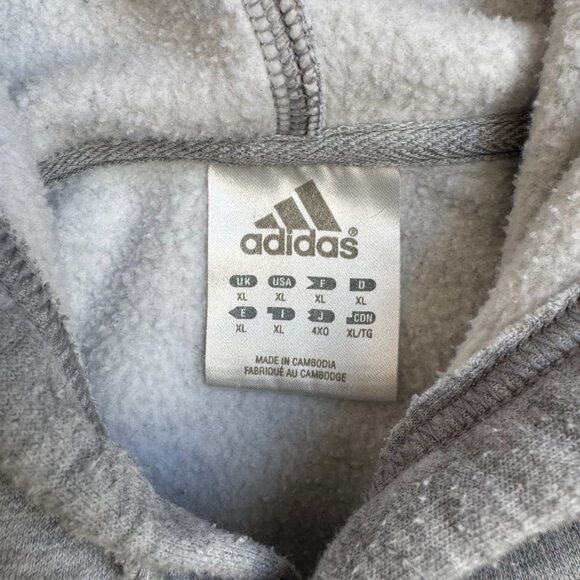 adidas®
UK USA F D
XL XL XL XL
E I J CDN
XL XL 4XO XL/TG
MADE IN CAMBODIA
FABRIQUÉ AU CAMBODGE